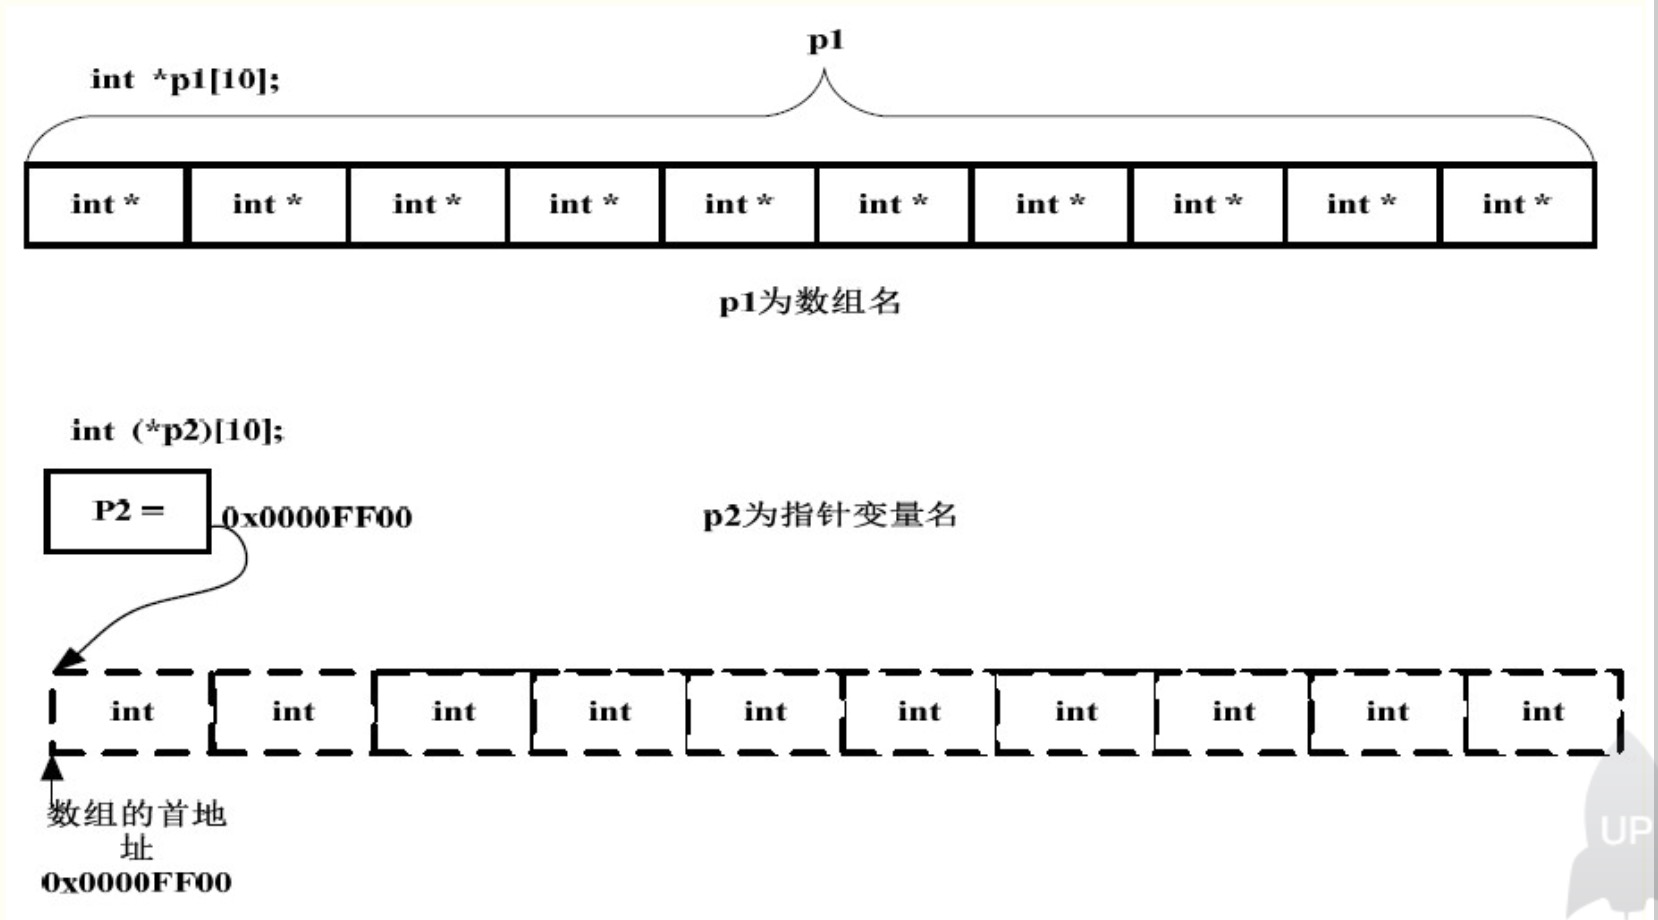 p1
int *p1[10];
int * int * int * int * int * int * int * int * int * int *
p1为数组名
int (*p2)[10];
P2 = 0x0000FF00 p2为指针变量名
int int int int int int int int int int
数组的首地
址
0x0000FF00
UP